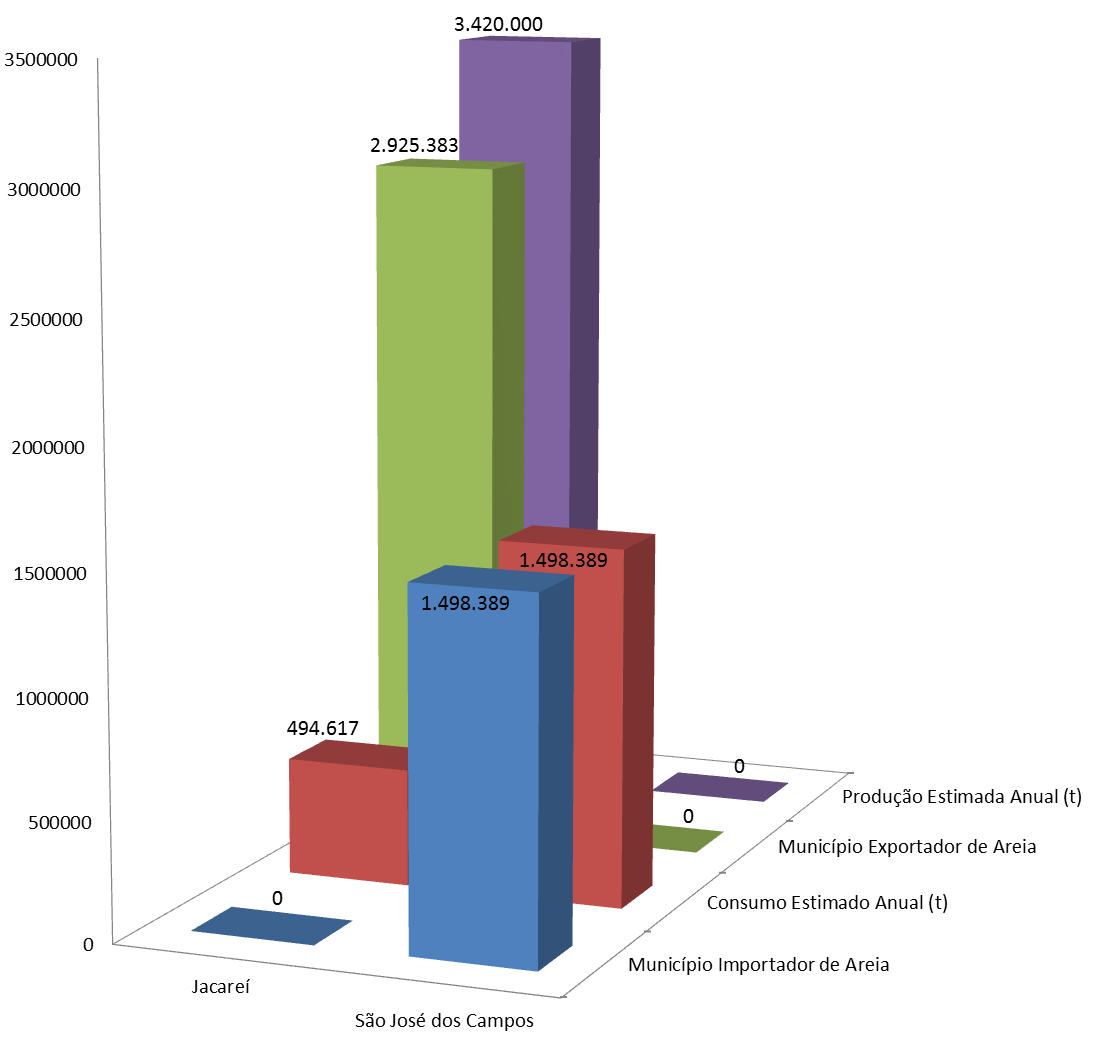 3.420.000
3500000
2.925.383
3000000
2500000
2000000
1.498.389
1500000
1.498.389
1000000
494.617
0
Produção Estimada Anual (t)
500000
0
Município Exportador de Areia
0
Consumo Estimado Anual (t)
0
Município Importador de Areia
Jacareí
São José dos Campos